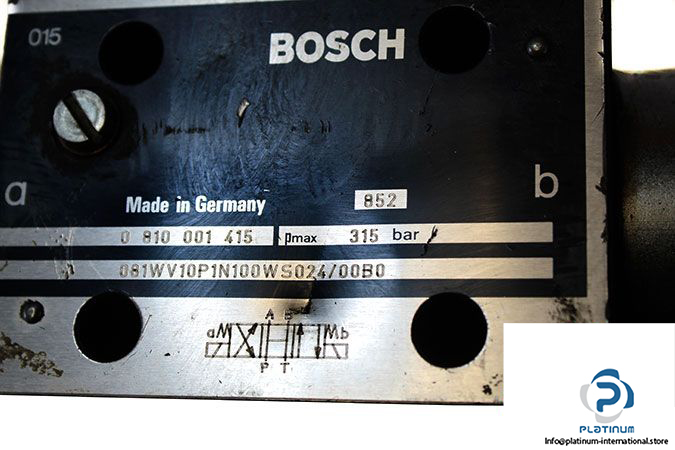 015
BOSCH
a
b
Made in Germany 852
0 810 001 415 pmax 315 bar
081WV10P1N100WS024/00B0
A B
a b
P T
PLATINUM
Info@platinum-international.store